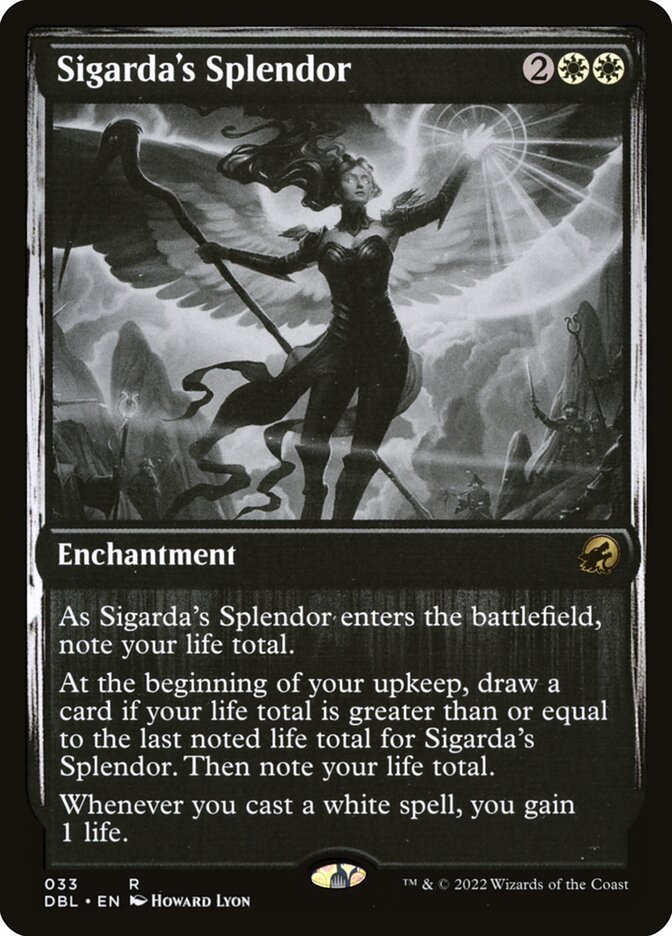 Sigarda's Splendor 2
Enchantment
As Sigarda's Splendor enters the battlefield,
note your life total.
At the beginning of your upkeep, draw a
card if your life total is greater than or equal
to the last noted life total for Sigarda's
Splendor. Then note your life total.
Whenever you cast a white spell, you gain
1 life.
033 R
DBL • EN Howard Lyon
™ & © 2022 Wizards of the Coast